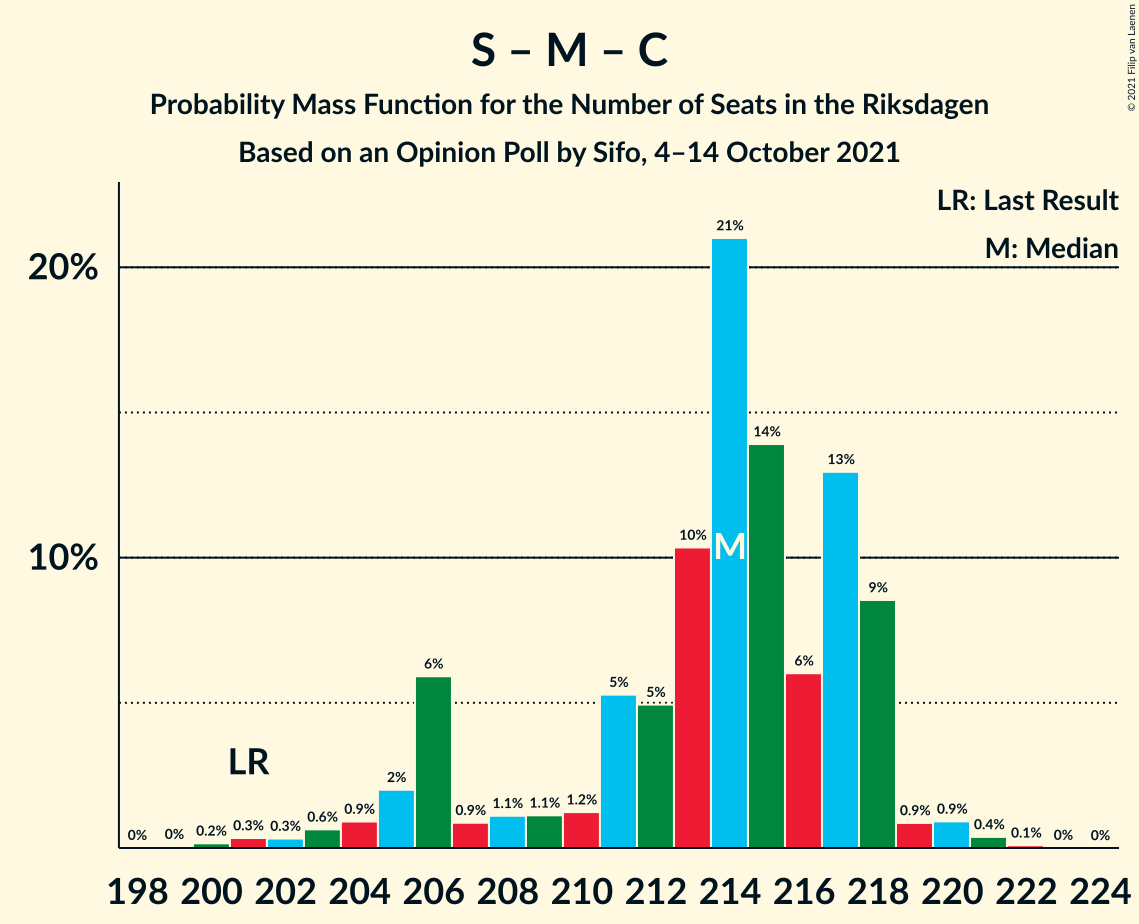 S – M – C
Probability Mass Function for the Number of Seats in the Riksdagen
Based on an Opinion Poll by Sifo, 4–14 October 2021
© 2021 Filip van Laenen
LR: Last Result
M: Median
20%
10%
LR
M
0% 0% 0.2% 0.3% 0.3% 0.6% 0.9% 2% 6% 0.9% 1.1% 1.1% 1.2% 5% 5% 10% 21% 14% 6% 13% 9% 0.9% 0.9% 0.4% 0.1% 0% 0%
198 200 202 204 206 208 210 212 214 216 218 220 222 224